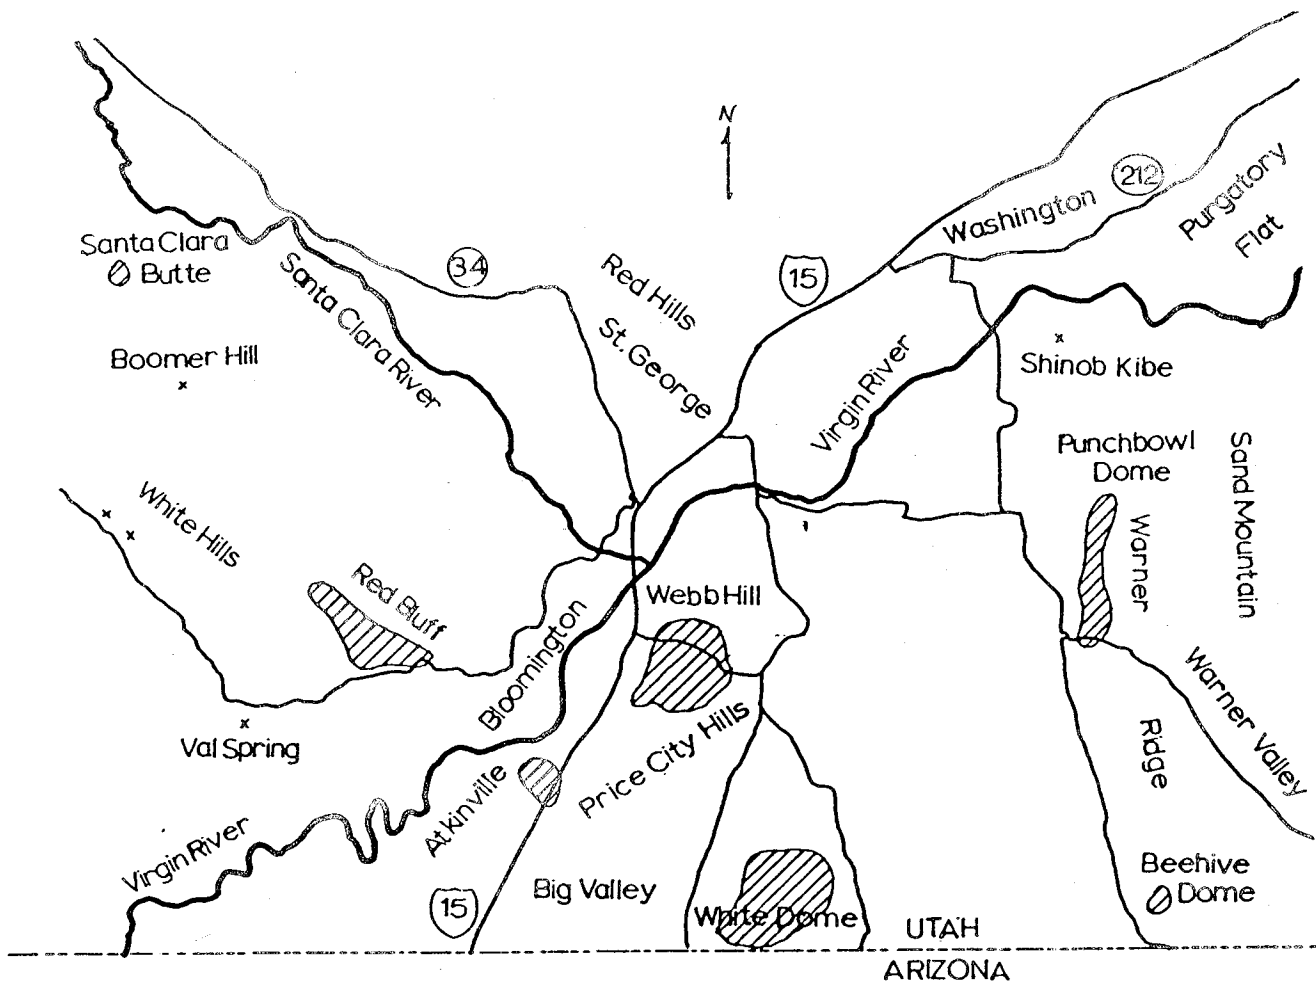 N
212
Washington
Purgatory
Flat
Santa Clara
Butte
34
15
Red Hills
St. George
Santa Clara River
Boomer Hill
Virgin River
Shinob Kibe
Punchbowl
Dome
Sand Mountain
White Hills
Warner
Red Bluff
Webb Hill
Bloomington
Warner Valley
Val Spring
Price City Hills
Ridge
Atkinville
Virgin River
15
Big Valley
White Dome
Beehive
Dome
UTAH
ARIZONA